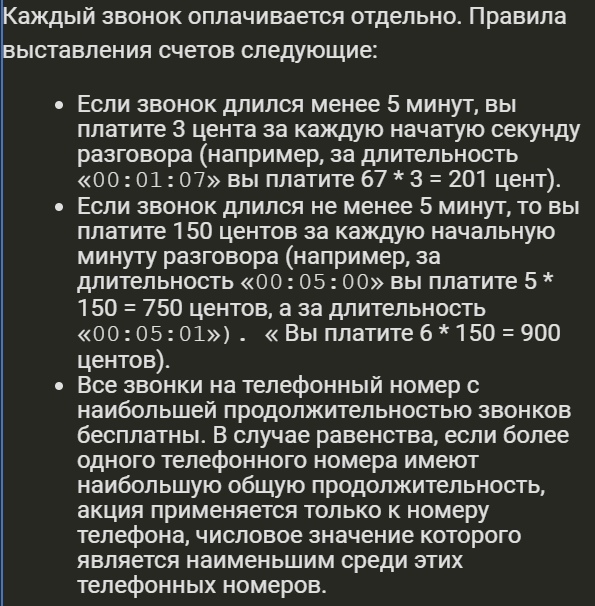 Каждый звонок оплачивается отдельно. Правила
выставления счетов следующие:
• Если звонок длился менее 5 минут, вы
платите 3 цента за каждую начатую секунду
разговора (например, за длительность
«00:01:07» вы платите 67 * 3 = 201 цент).
• Если звонок длился не менее 5 минут, то вы
платите 150 центов за каждую начальную
минуту разговора (например, за
длительность «00:05:00» вы платите 5 *
150 = 750 центов, а за длительность
«00:05:01»). « Вы платите 6 * 150 = 900
центов).
• Все звонки на телефонный номер с
наибольшей продолжительностью звонков
бесплатны. В случае равенства, если более
одного телефонного номера имеют
наибольшую общую продолжительность,
акция применяется только к номеру
телефона, числовое значение которого
является наименьшим среди этих
телефонных номеров.